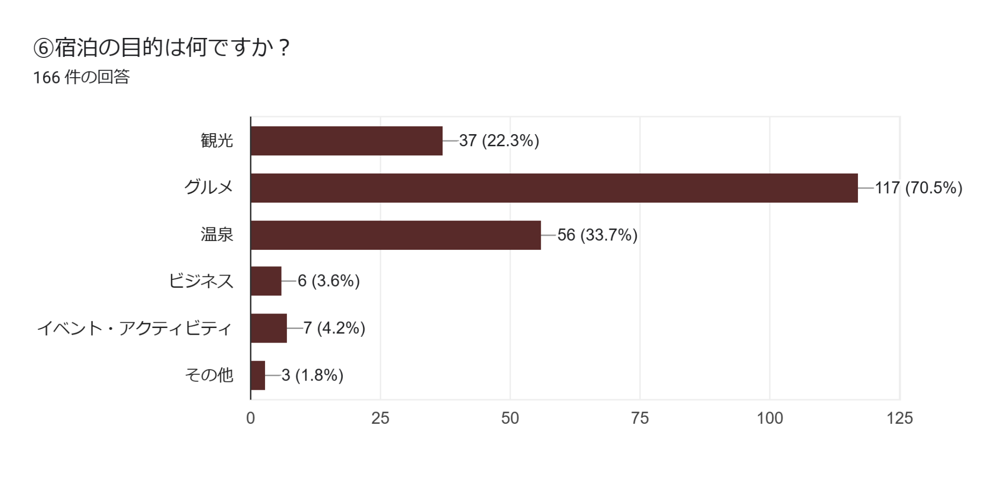 ⑥宿泊の目的は何ですか？
166 件の回答
観光
37 (22.3%)
グルメ
117 (70.5%)
温泉
56 (33.7%)
ビジネス
6 (3.6%)
イベント・アクティビティ
7 (4.2%)
その他
3 (1.8%)
0 25 50 75 100 125